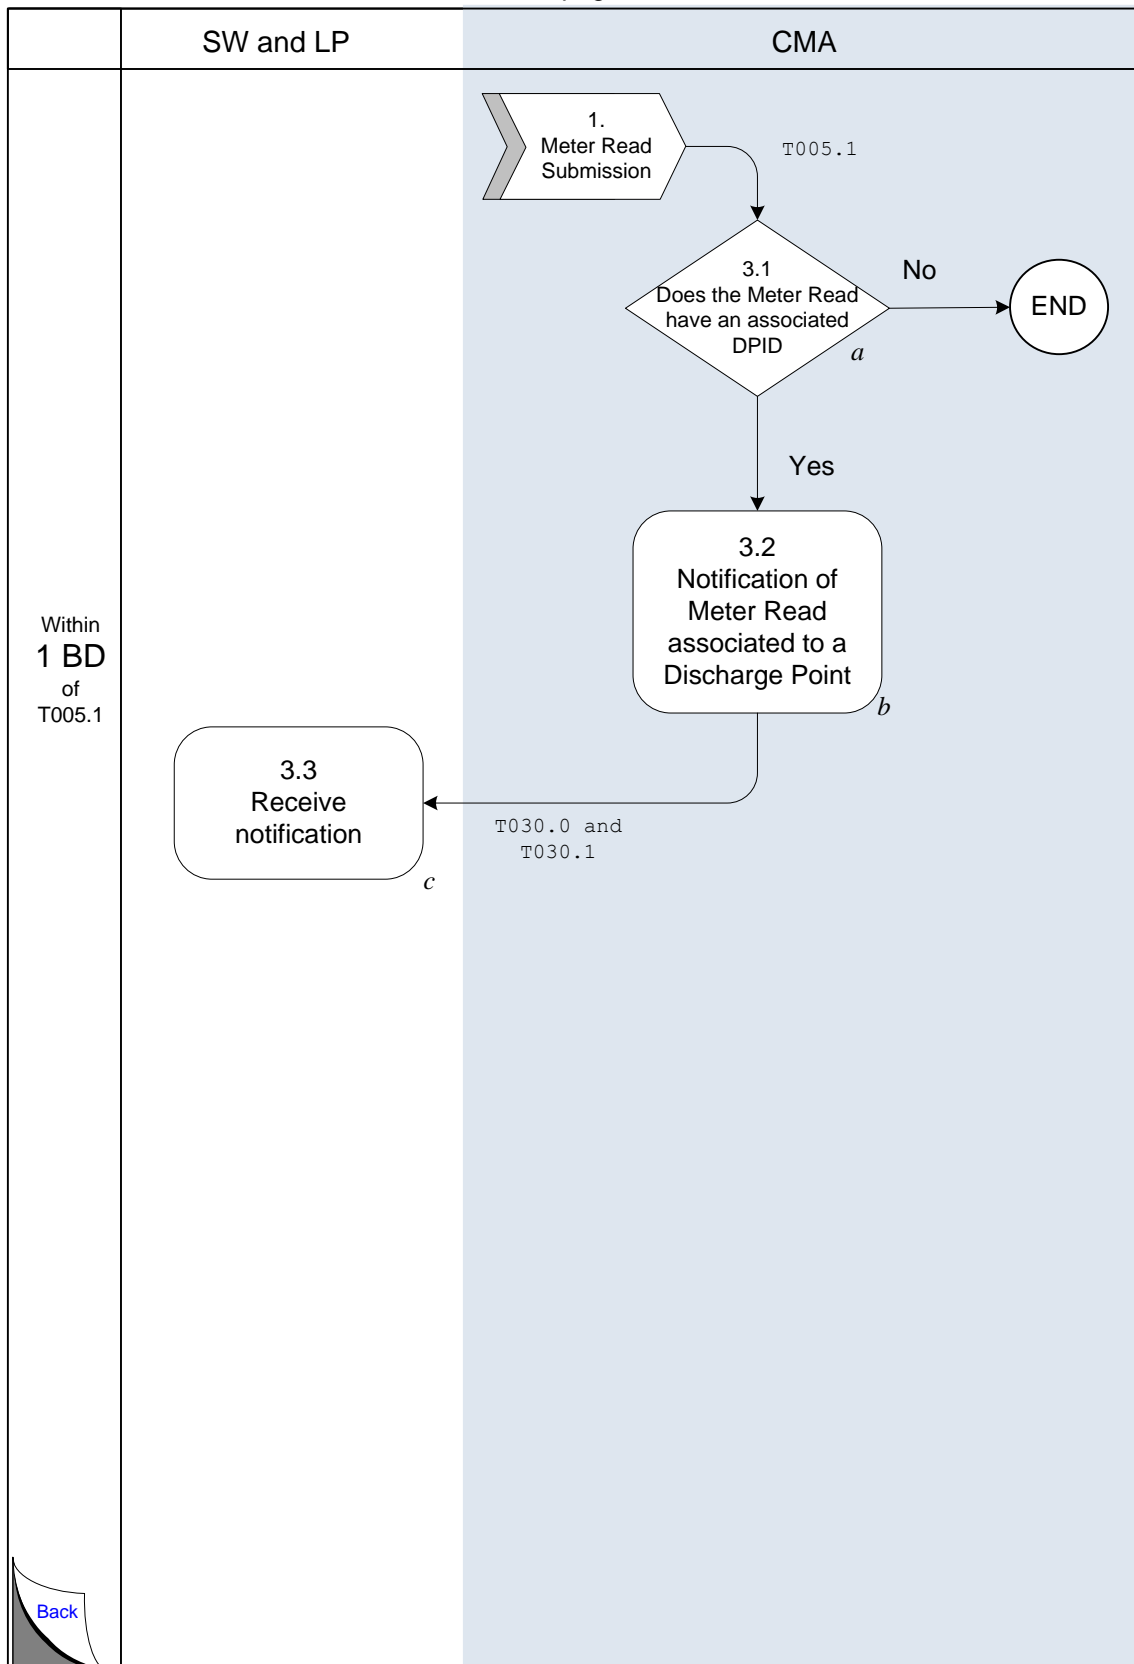 SW and LP
CMA
1.
Meter Read
Submission
T005.1
3.1
Does the Meter Read
have an associated
DPID
a
No
END
Yes
3.2
Notification of
Meter Read
associated to a
Discharge Point
b
Within
1 BD
of
T005.1
3.3
Receive
notification
c
T030.0 and
T030.1
Back